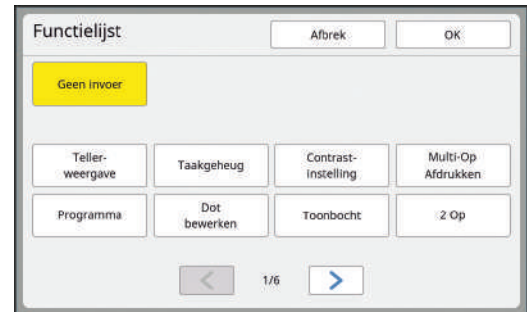 Functielijst
Afbrek
OK
Geen invoer
Teller-
weergave
Taakgeheug
Contrast-
instelling
Multi-Op
Afdrukken
Programma
Dot
bewerken
Toonbocht
2 Op
1/6